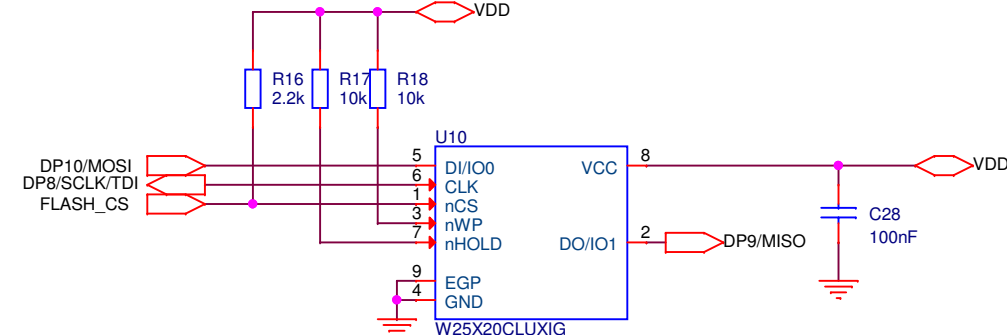 VDD
R16
2.2k
R17
10k
R18
10k
U10
DP10/MOSI
5
DI/IO0
VCC
8
VDD
DP8/SCLK/TDI
6
CLK
FLASH_CS
1
nCS
3
nWP
C28
100nF
7
nHOLD
DO/IO1
2
DP9/MISO
9
EGP
4
GND
W25X20CLUXIG